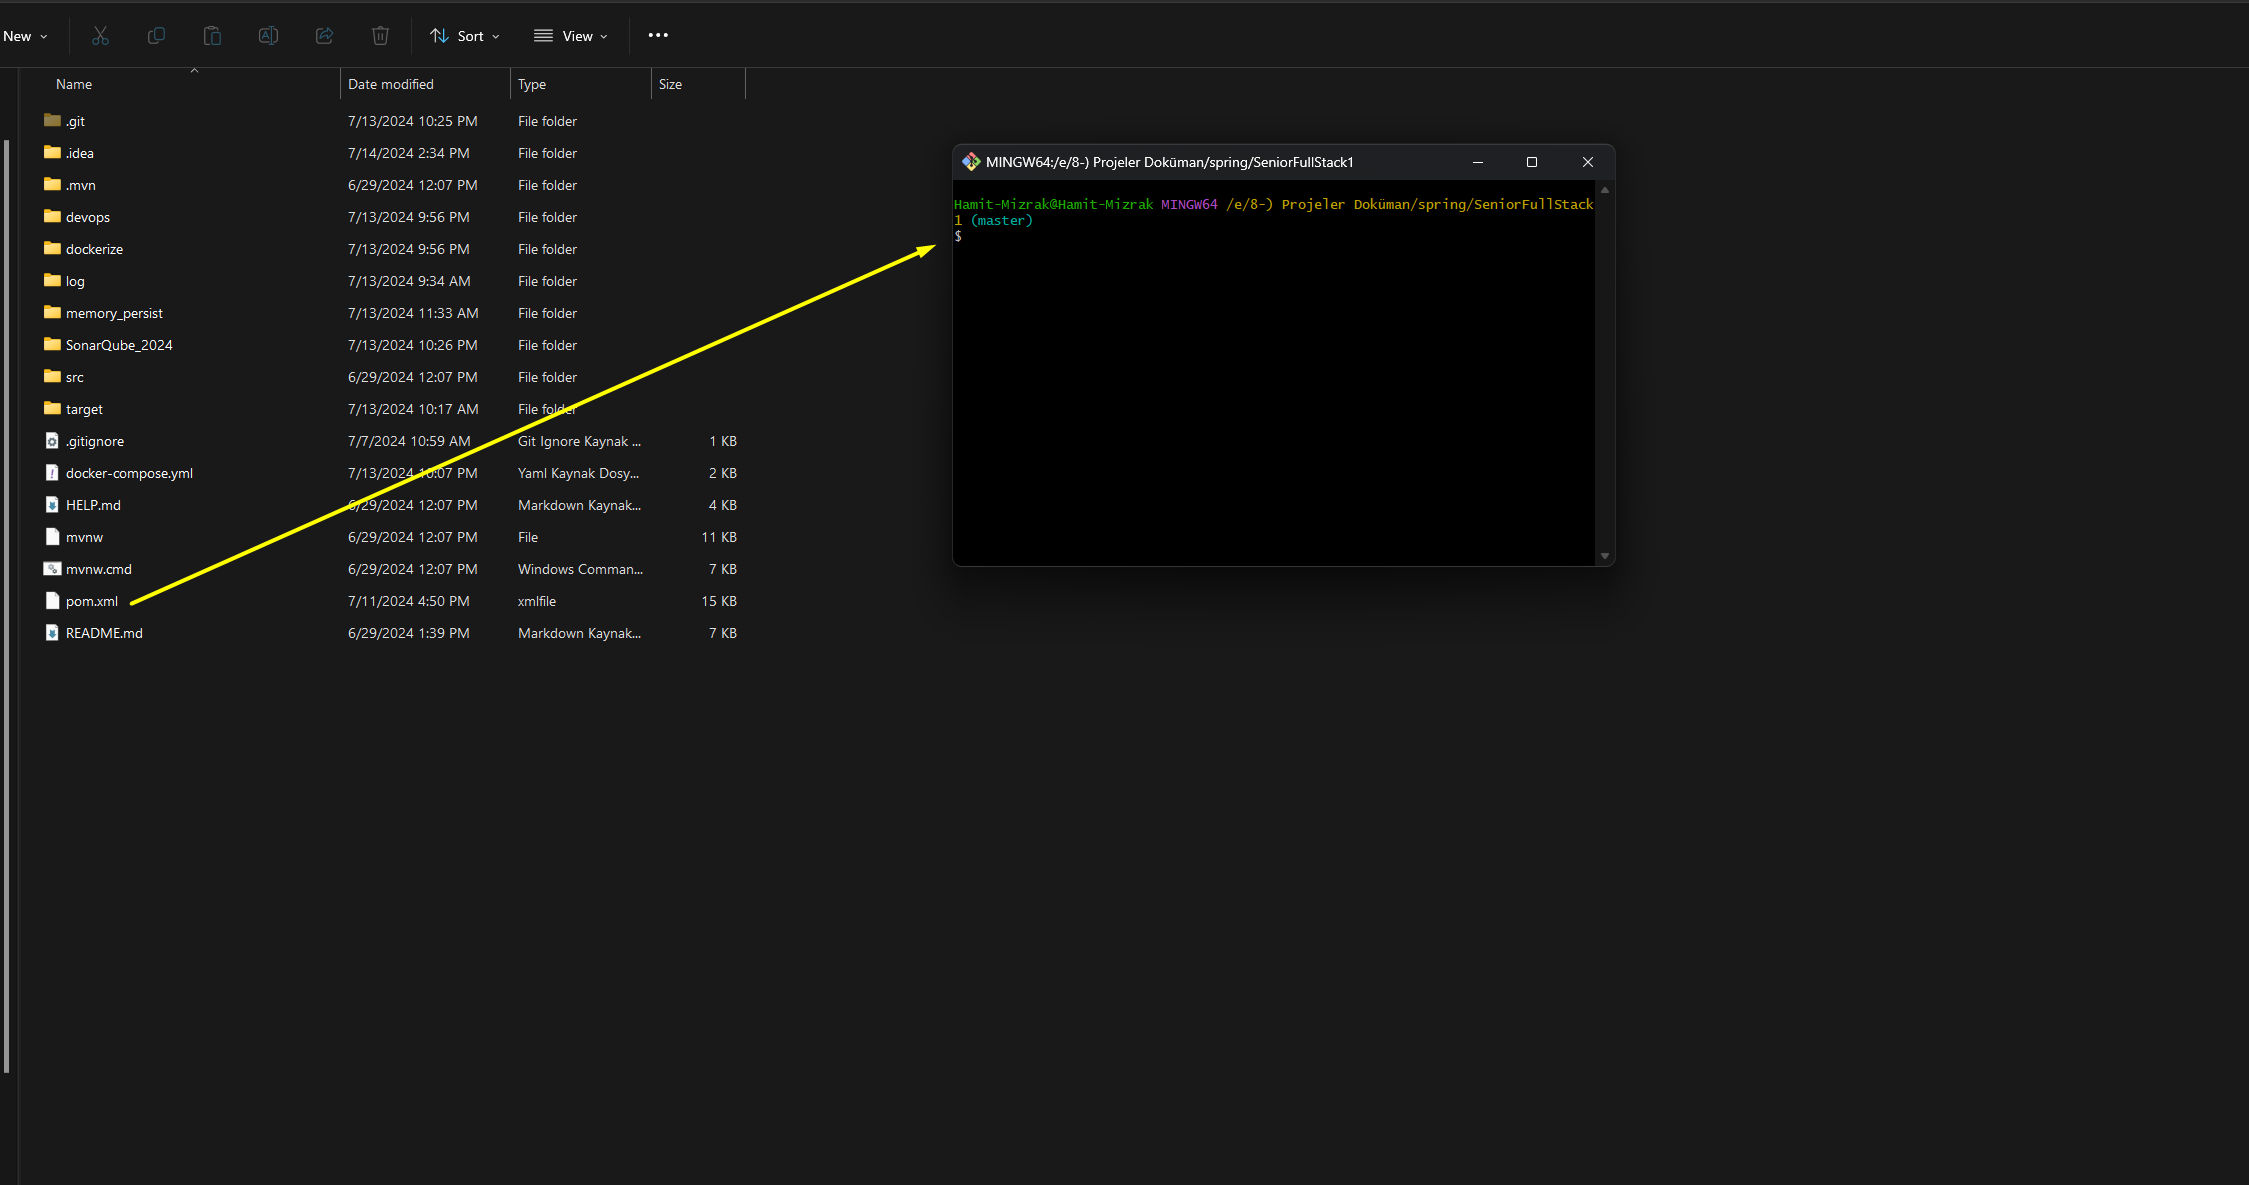 New Sort View
Name Date modified Type Size
.git 7/13/2024 10:25 PM File folder
.idea 7/14/2024 2:34 PM File folder
.mvn 6/29/2024 12:07 PM File folder
devops 7/13/2024 9:56 PM File folder
dockerize 7/13/2024 9:56 PM File folder
log 7/13/2024 9:34 AM File folder
memory_persist 7/13/2024 11:33 AM File folder
SonarQube_2024 7/13/2024 10:26 PM File folder
src 6/29/2024 12:07 PM File folder
target 7/13/2024 10:17 AM File folder
.gitignore 7/7/2024 10:59 AM Git Ignore Kaynak ... 1 KB
docker-compose.yml 7/13/2024 10:07 PM Yaml Kaynak Dosy... 2 KB
HELP.md 6/29/2024 12:07 PM Markdown Kaynak... 4 KB
mvnw 6/29/2024 12:07 PM File 11 KB
mvnw.cmd 6/29/2024 12:07 PM Windows Comman... 7 KB
pom.xml 7/11/2024 4:50 PM xmlfile 15 KB
README.md 6/29/2024 1:39 PM Markdown Kaynak... 7 KB
MINGW64:/e/8-) Projeler Doküman/spring/SeniorFullStack1
Hamit-Mizrak@Hamit-Mizrak MINGW64 /e/8-) Projeler Doküman/spring/SeniorFullStack
1 (master)
$